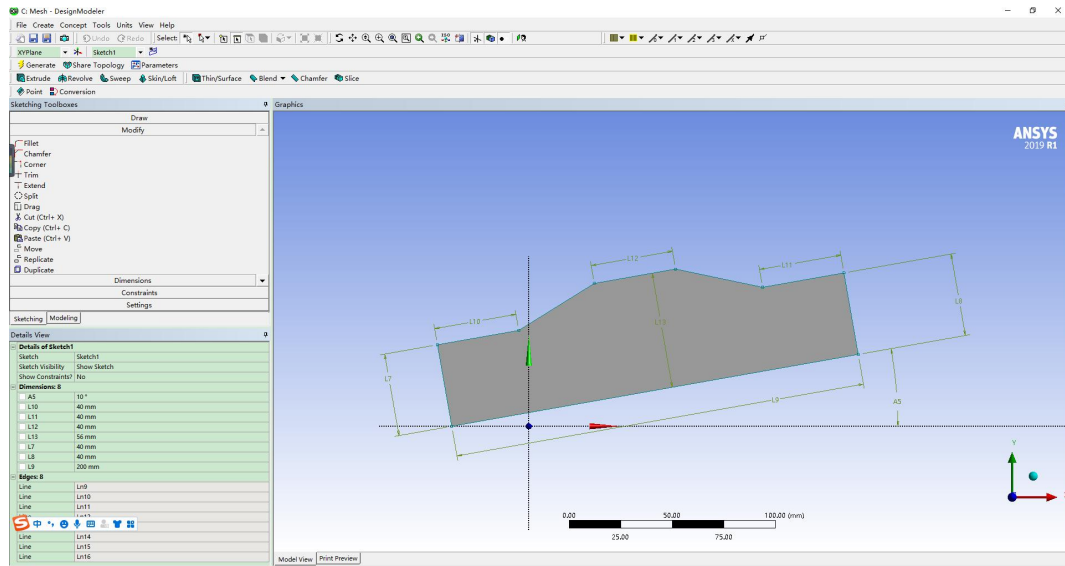 C: Mesh - DesignModeler
File Create Concept Tools Units View Help
Undo Redo Select:
XYPlane Sketch1
Generate Share Topology Parameters
Extrude Revolve Sweep Skin/Loft Thin/Surface Blend Chamfer Slice
Point Conversion
Sketching Toolboxes
Draw
Modify
Fillet
Chamfer
Corner
Trim
Extend
Split
Drag
Cut (Ctrl+ X)
Copy (Ctrl+ C)
Paste (Ctrl+ V)
Move
Replicate
Duplicate
Dimensions
Constraints
Settings
Sketching Modeling
Details View
Details of Sketch1
Sketch Sketch1
Sketch Visibility Show Sketch
Show Constraints? No
Dimensions: 8
A5 10 °
L10 40 mm
L11 40 mm
L12 40 mm
L13 56 mm
L7 40 mm
L8 40 mm
L9 200 mm
Edges: 8
Line Ln9
Line Ln10
Line Ln11
中
Line Ln14
Line Ln15
Line Ln16
Graphics
ANSYS
2019 R1
L12
L11
L10
L13
L8
L7
L9
A5
Y
0.00 50.00 100.00 (mm)
25.00 75.00
Model View Print Preview